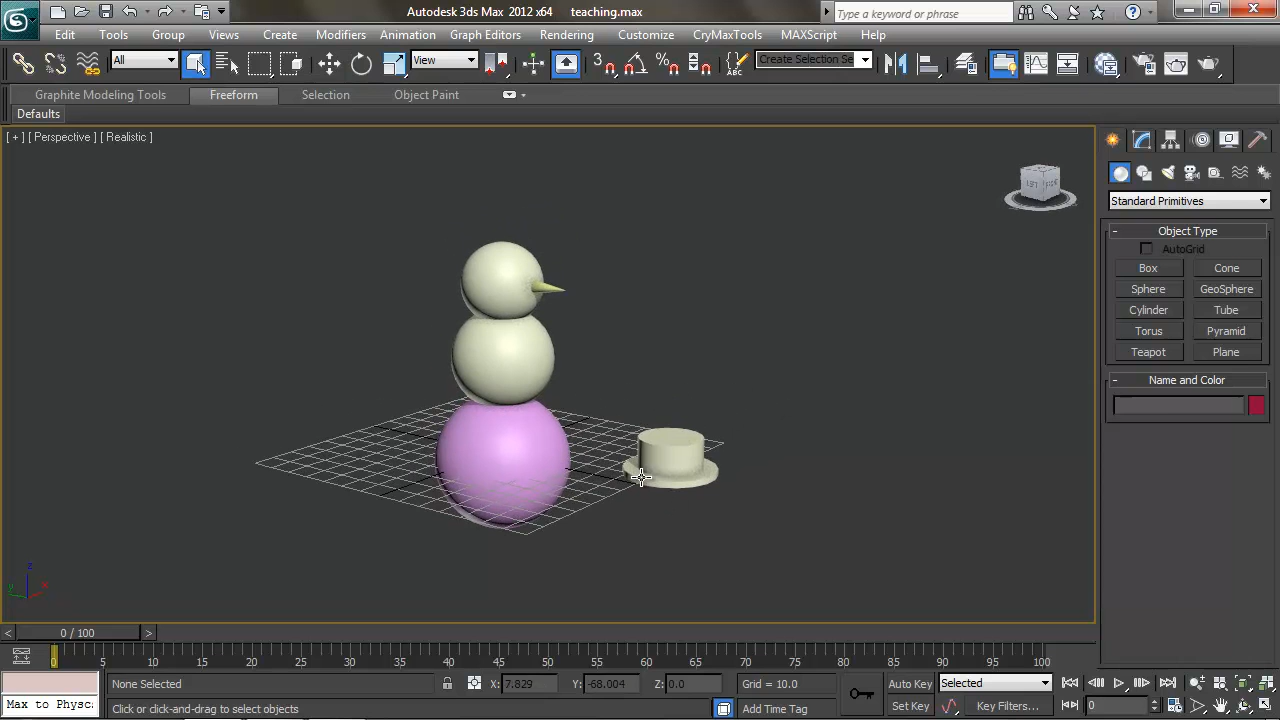 Autodesk 3ds Max 2012 x64 teaching.max
Type a keyword or phrase
Edit Tools Group Views Create Modifiers Animation Graph Editors Rendering Customize CryMaxTools MAXScript Help
All View 3 Create Selection Se
Graphite Modeling Tools Freeform Selection Object Paint
Defaults
[ + ] [ Perspective ] [ Realistic ]
Standard Primitives
- Object Type
AutoGrid
Box Cone
Sphere GeoSphere
Cylinder Tube
Torus Pyramid
Teapot Plane
- Name and Color
z
y x
< 0 / 100 >
0 5 10 15 20 25 30 35 40 45 50 55 60 65 70 75 80 85 90 95 100
None Selected X: 7.829 Y: -68.004 Z: 0.0 Grid = 10.0 Auto Key Selected
Max to Physc: Click or click-and-drag to select objects Add Time Tag Set Key Key Filters... 0